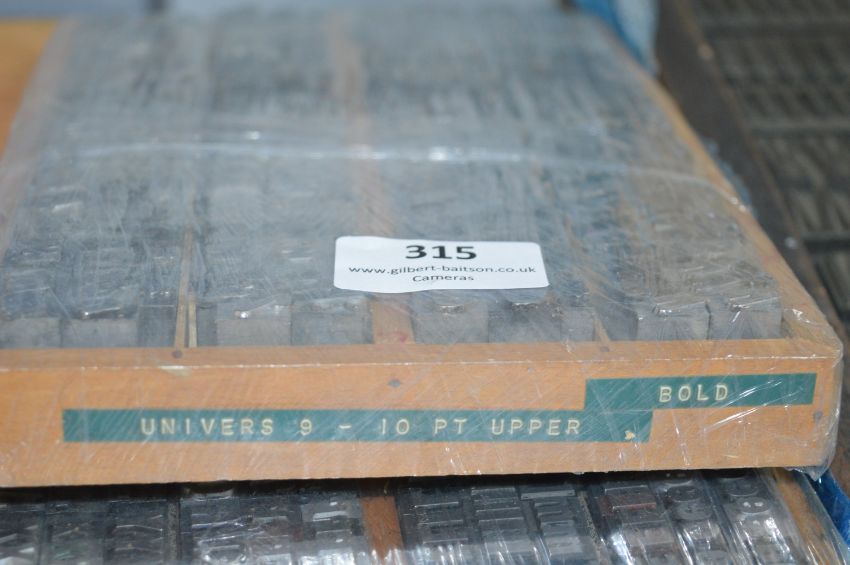 315
www.gilbert-baitson.co.uk
Cameras
BOLD
UNIVERS 9 - 10 PT UPPER